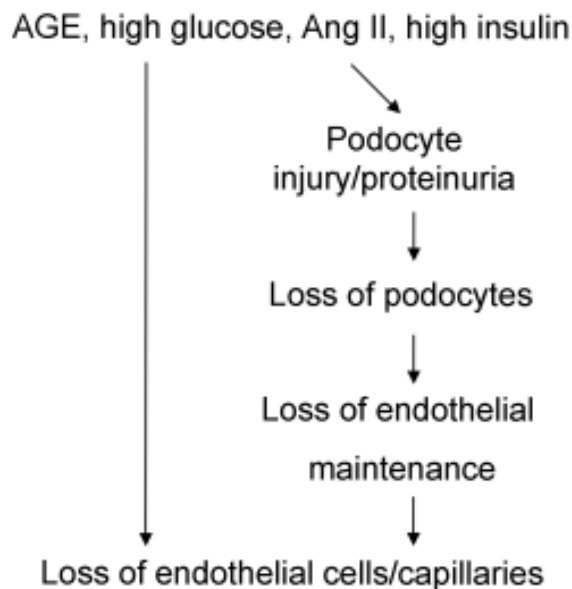 AGE, high glucose, Ang II, high insulin
Podocyte
injury/proteinuria
Loss of podocytes
Loss of endothelial
maintenance
Loss of endothelial cells/capillaries